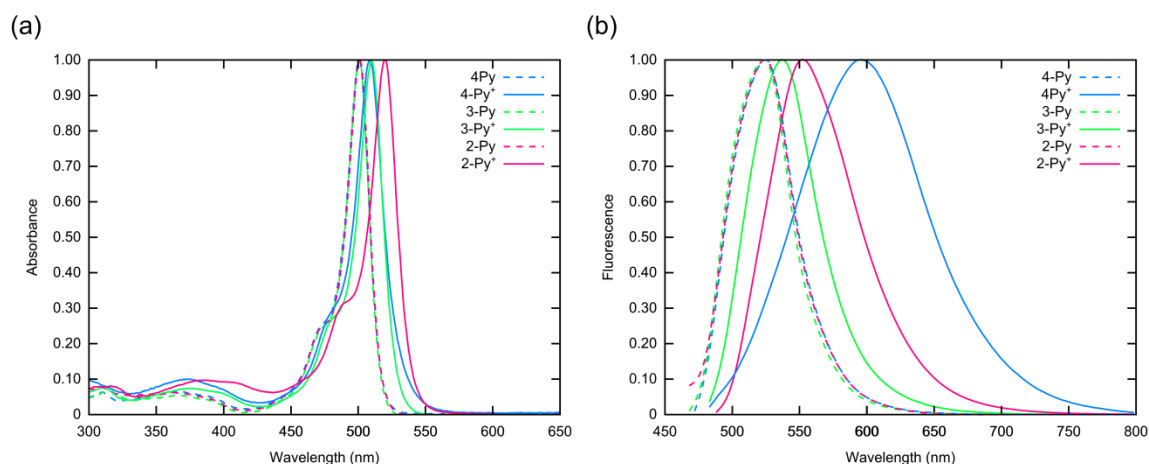 (a)
(b)
1.00
0.90
0.80
0.70
0.60
0.50
0.40
0.30
0.20
0.10
0
Absorbance
4Py
4-Py⁺
3-Py
3-Py⁺
2-Py
2-Py⁺
300 350 400 450 500 550 600 650
Wavelength (nm)
1.00
0.90
0.80
0.70
0.60
0.50
0.40
0.30
0.20
0.10
0
Fluorescence
4-Py
4-Py⁺
3-Py
3-Py⁺
2-Py
2-Py⁺
450 500 550 600 650 700 750 800
Wavelength (nm)